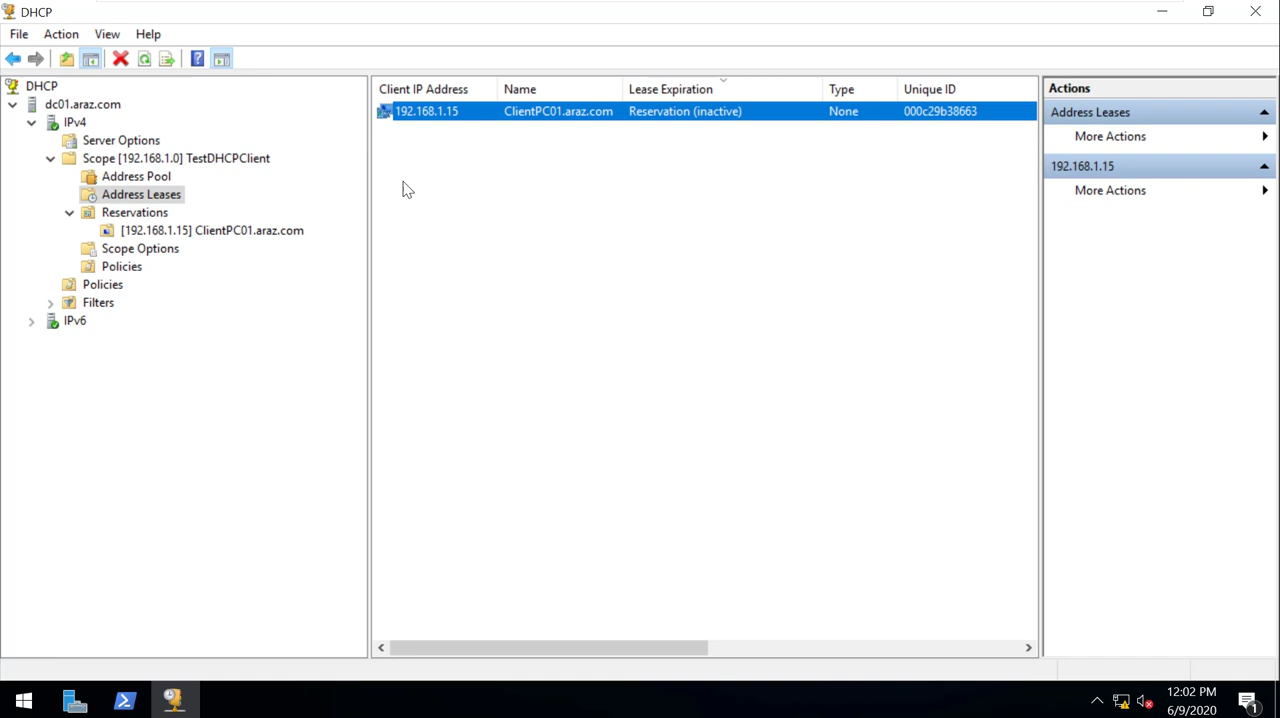 DHCP
File Action View Help
DHCP
dc01.araz.com
IPv4
Server Options
Scope [192.168.1.0] TestDHCPClient
Address Pool
Address Leases
Reservations
[192.168.1.15] ClientPC01.araz.com
Scope Options
Policies
Policies
Filters
IPv6
Client IP Address Name Lease Expiration Type Unique ID
192.168.1.15 ClientPC01.araz.com Reservation (inactive) None 000c29b38663
Actions
Address Leases
More Actions
192.168.1.15
More Actions
12:02 PM
6/9/2020
1